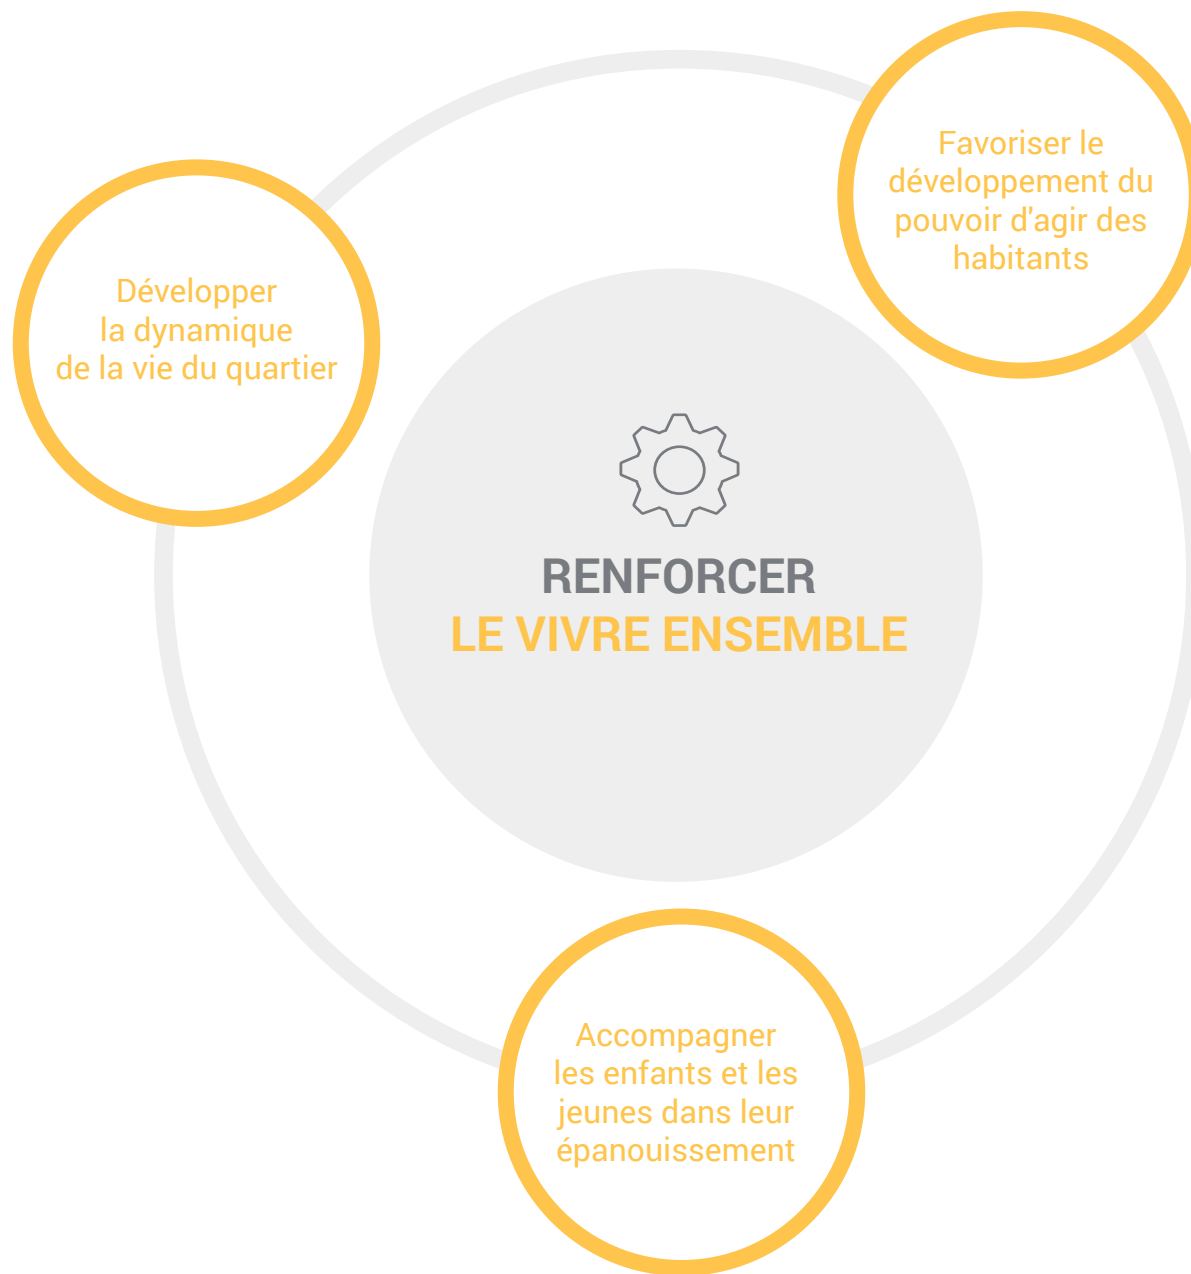 Favoriser le
développement du
pouvoir d'agir des
habitants
Développer
la dynamique
de la vie du quartier
RENFORCER
LE VIVRE ENSEMBLE
Accompagner
les enfants et les
jeunes dans leur
épanouissement